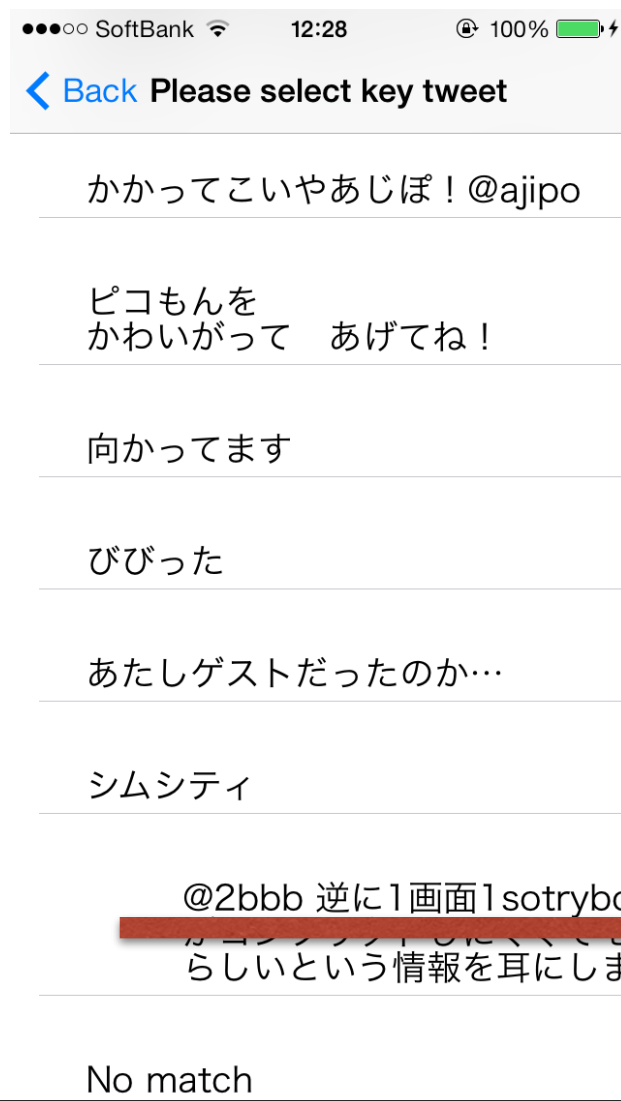 SoftBank 12:28 100%
Back Please select key tweet
かかってこいやあじぽ！@ajipo
ピコもんを
かわいがって　あげてね！
向かってます
びびった
あたしゲストだったのか…
シムシティ
@2bbb 逆に1画面1sotrybo
らしいという情報を耳にしま
No match